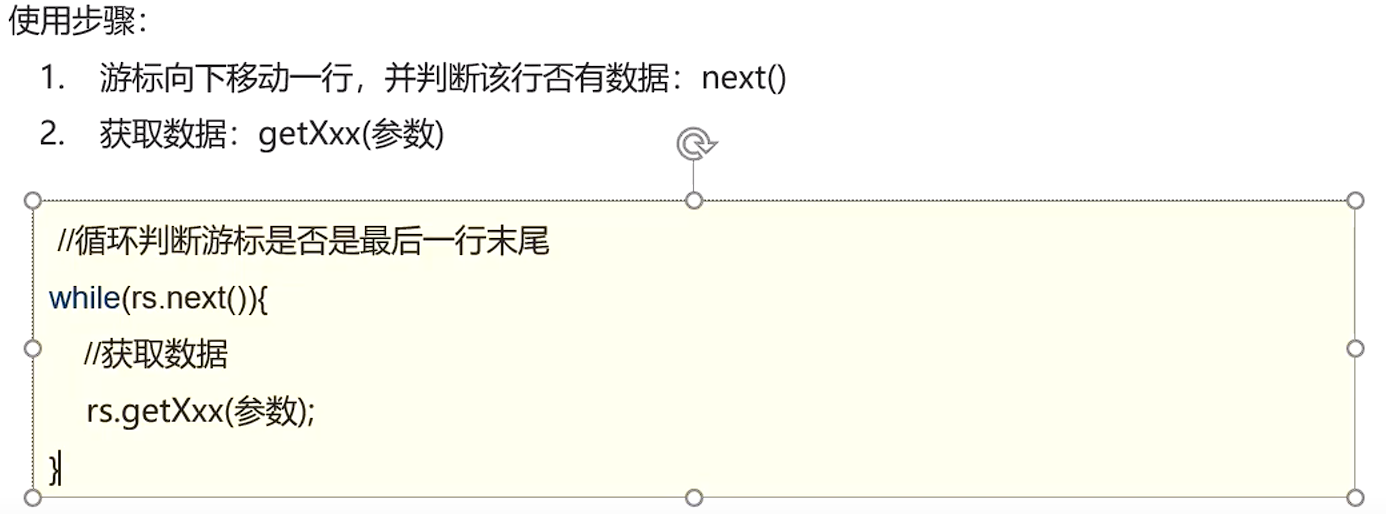 使用步骤：
1. 游标向下移动一行，并判断该行否有数据：next()
2. 获取数据：getXxx(参数)
//循环判断游标是否是最后一行末尾
while(rs.next()){
//获取数据
rs.getXxx(参数);
}